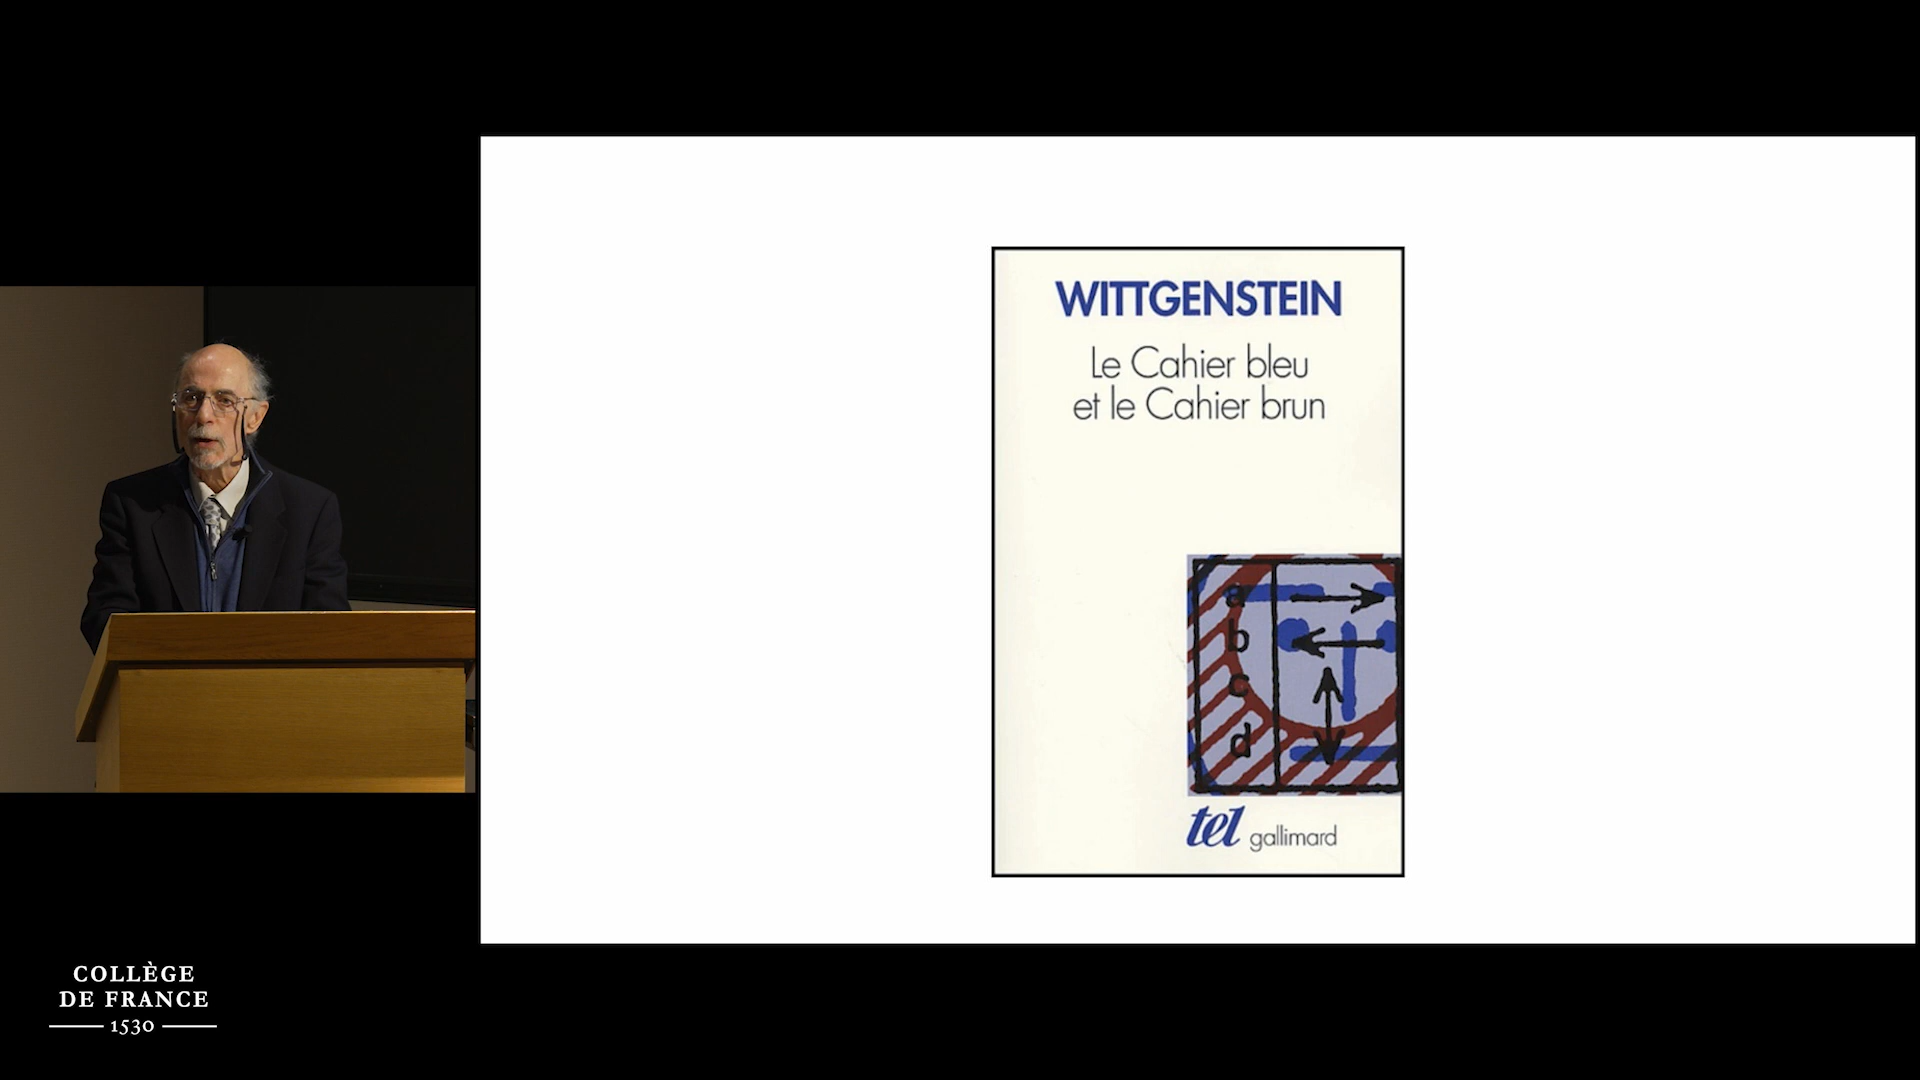 WITTGENSTEIN
Le Cahier bleu
et le Cahier brun
a
b
c
d
tel gallimard
COLLÈGE
DE FRANCE
1530